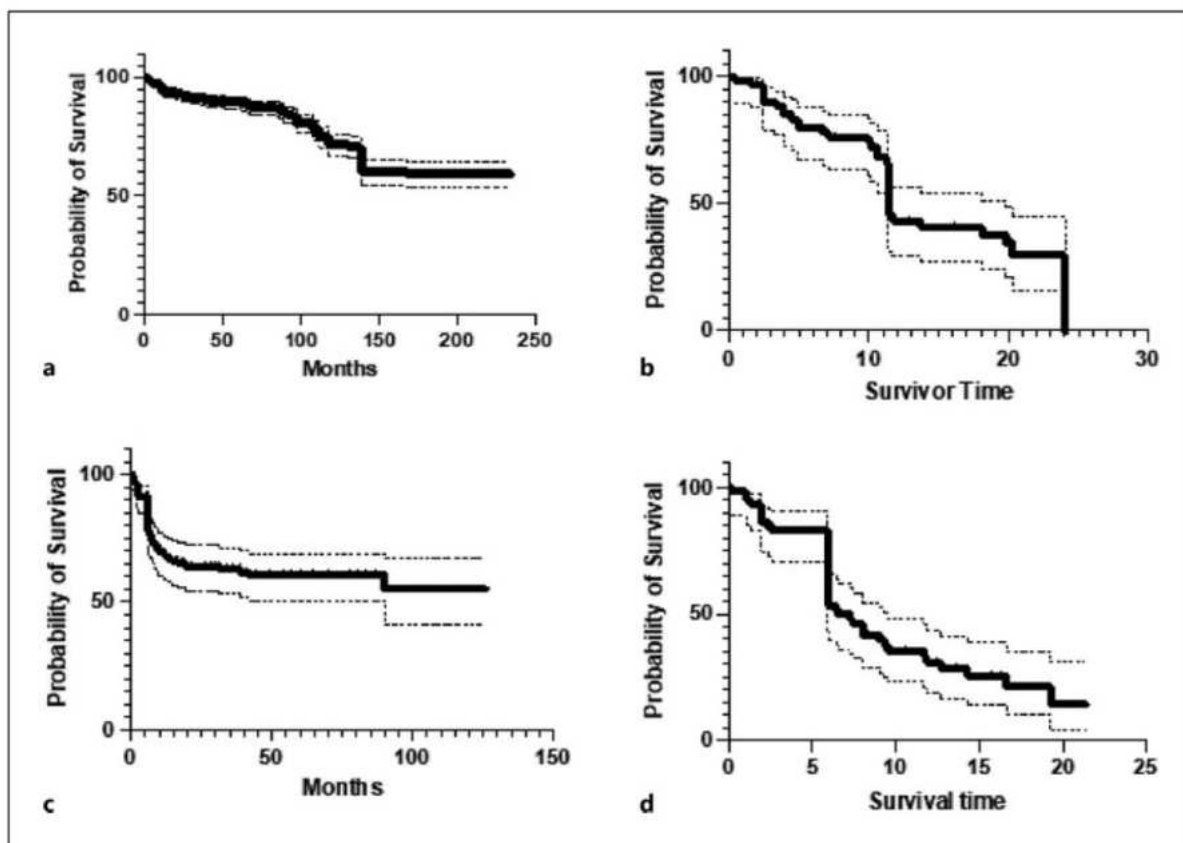 Probability of Survival
100
50
0
0 50 100 150 200 250
Months
a
Probability of Survival
100
50
0
0 10 20 30
Survivor Time
b
Probability of Survival
100
50
0
0 50 100 150
Months
c
Probability of Survival
100
50
0
0 5 10 15 20 25
Survival time
d